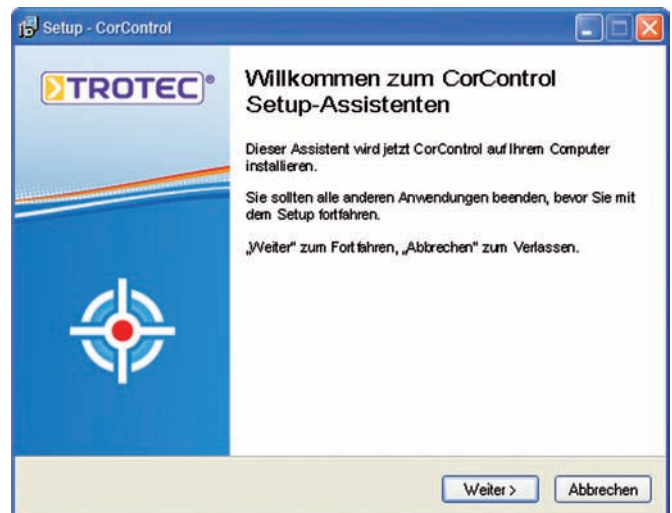 Setup - CorControl
TROTEC®
Willkommen zum CorControl
Setup-Assistenten
Dieser Assistent wird jetzt CorControl auf Ihrem Computer
installieren.
Sie sollten alle anderen Anwendungen beenden, bevor Sie mit
dem Setup fortfahren.
„Weiter" zum Fortfahren, „Abbrechen" zum Verlassen.
Weiter >
Abbrechen